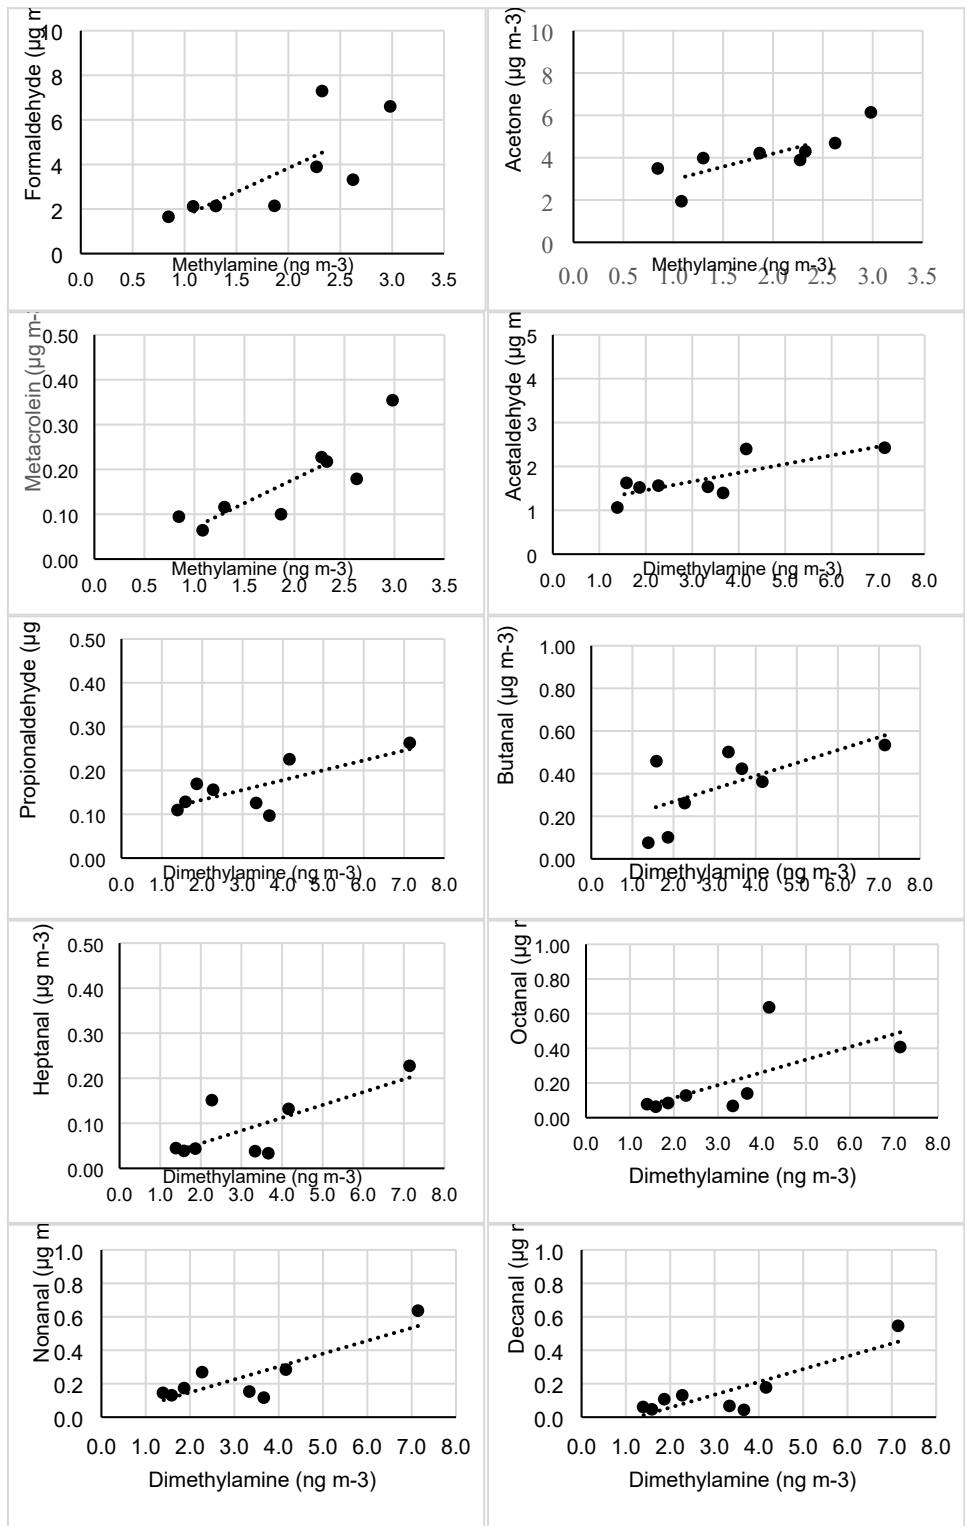 Formaldehyde (µg m
10
8
6
4
2
0
0.0 0.5 1.0 1.5 2.0 2.5 3.0 3.5
Methylamine (ng m-3)
Acetone (µg m-3)
10
8
6
4
2
0
0.0 0.5 1.0 1.5 2.0 2.5 3.0 3.5
Methylamine (ng m-3)
Metacrolein (µg m-
0.50
0.40
0.30
0.20
0.10
0.00
0.0 0.5 1.0 1.5 2.0 2.5 3.0 3.5
Methylamine (ng m-3)
Acetaldehyde (µg m
5
4
3
2
1
0
0.0 1.0 2.0 3.0 4.0 5.0 6.0 7.0 8.0
Dimethylamine (ng m-3)
Propionaldehyde (µg
0.50
0.40
0.30
0.20
0.10
0.00
0.0 1.0 2.0 3.0 4.0 5.0 6.0 7.0 8.0
Dimethylamine (ng m-3)
Butanal (µg m-3)
1.00
0.80
0.60
0.40
0.20
0.00
0.0 1.0 2.0 3.0 4.0 5.0 6.0 7.0 8.0
Dimethylamine (ng m-3)
Heptanal (µg m-3)
0.50
0.40
0.30
0.20
0.10
0.00
0.0 1.0 2.0 3.0 4.0 5.0 6.0 7.0 8.0
Dimethylamine (ng m-3)
Octanal (µg
1.00
0.80
0.60
0.40
0.20
0.00
0.0 1.0 2.0 3.0 4.0 5.0 6.0 7.0 8.0
Dimethylamine (ng m-3)
Nonanal (µg m
1.0
0.8
0.6
0.4
0.2
0.0
0.0 1.0 2.0 3.0 4.0 5.0 6.0 7.0 8.0
Dimethylamine (ng m-3)
Decanal (µg
1.0
0.8
0.6
0.4
0.2
0.0
0.0 1.0 2.0 3.0 4.0 5.0 6.0 7.0 8.0
Dimethylamine (ng m-3)